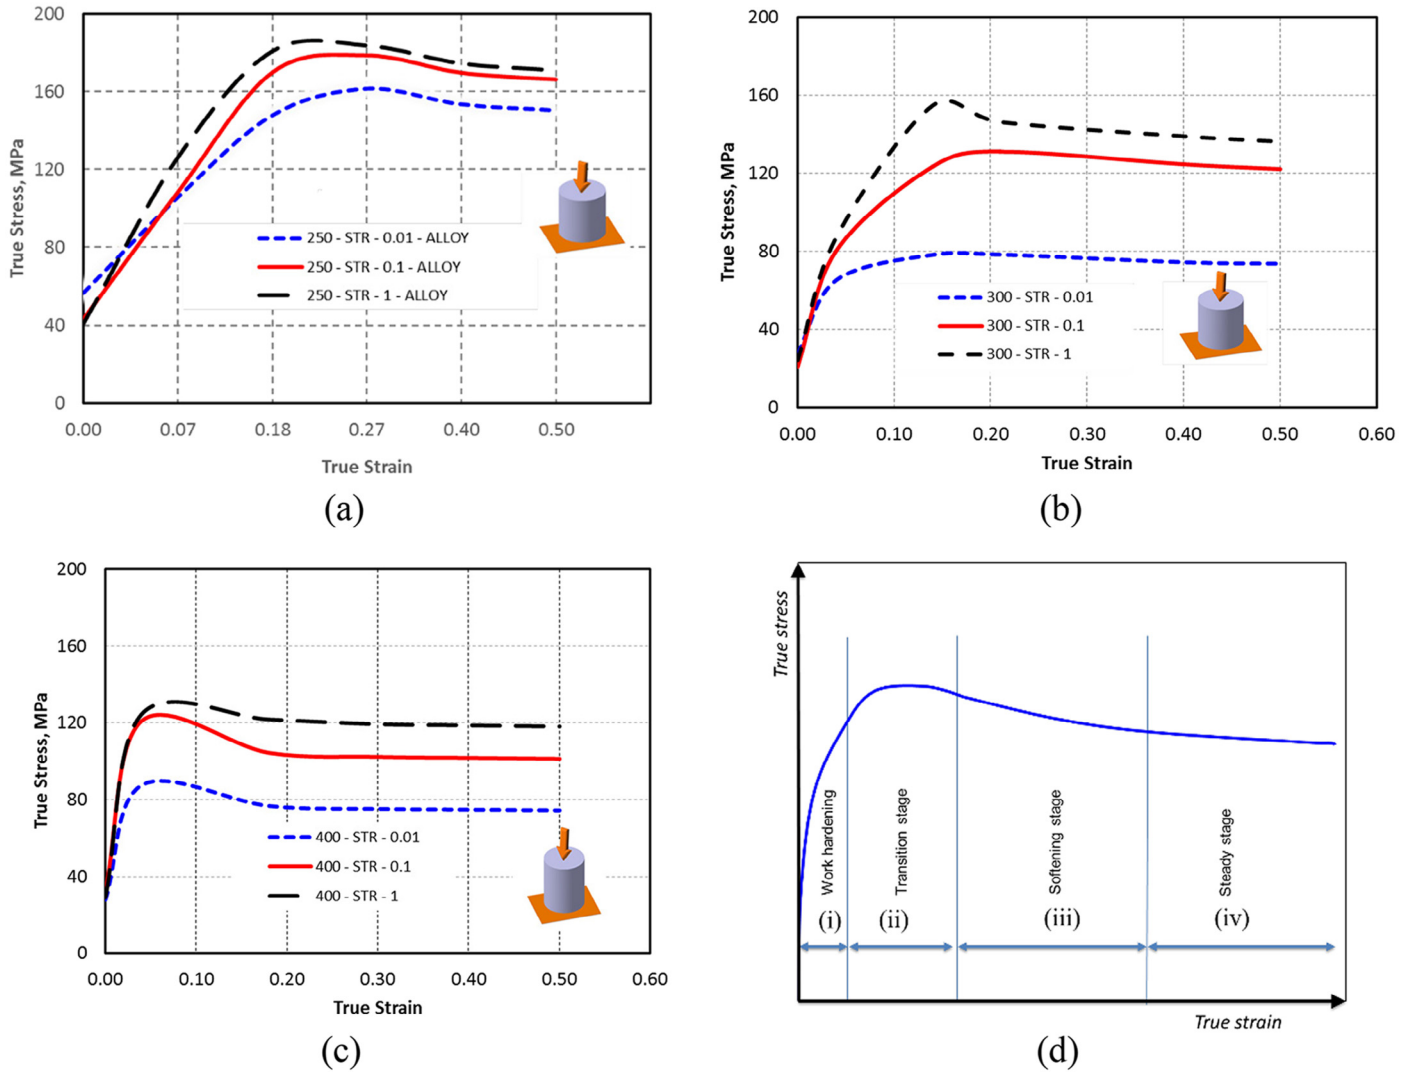 200
160
120
80
40
0
True Stress, MPa
250 - STR - 0.01 - ALLOY
250 - STR - 0.1 - ALLOY
250 - STR - 1 - ALLOY
0.00 0.07 0.18 0.27 0.40 0.50
True Strain
(a)
200
160
120
80
40
0
True Stress, MPa
300 - STR - 0.01
300 - STR - 0.1
300 - STR - 1
0.00 0.10 0.20 0.30 0.40 0.50 0.60
True Strain
(b)
200
160
120
80
40
0
True Stress, MPa
400 - STR - 0.01
400 - STR - 0.1
400 - STR - 1
0.00 0.10 0.20 0.30 0.40 0.50 0.60
True Strain
(c)
True stress
Work hardening
Transition stage
Softening stage
Steady stage
(i) (ii) (iii) (iv)
True strain
(d)